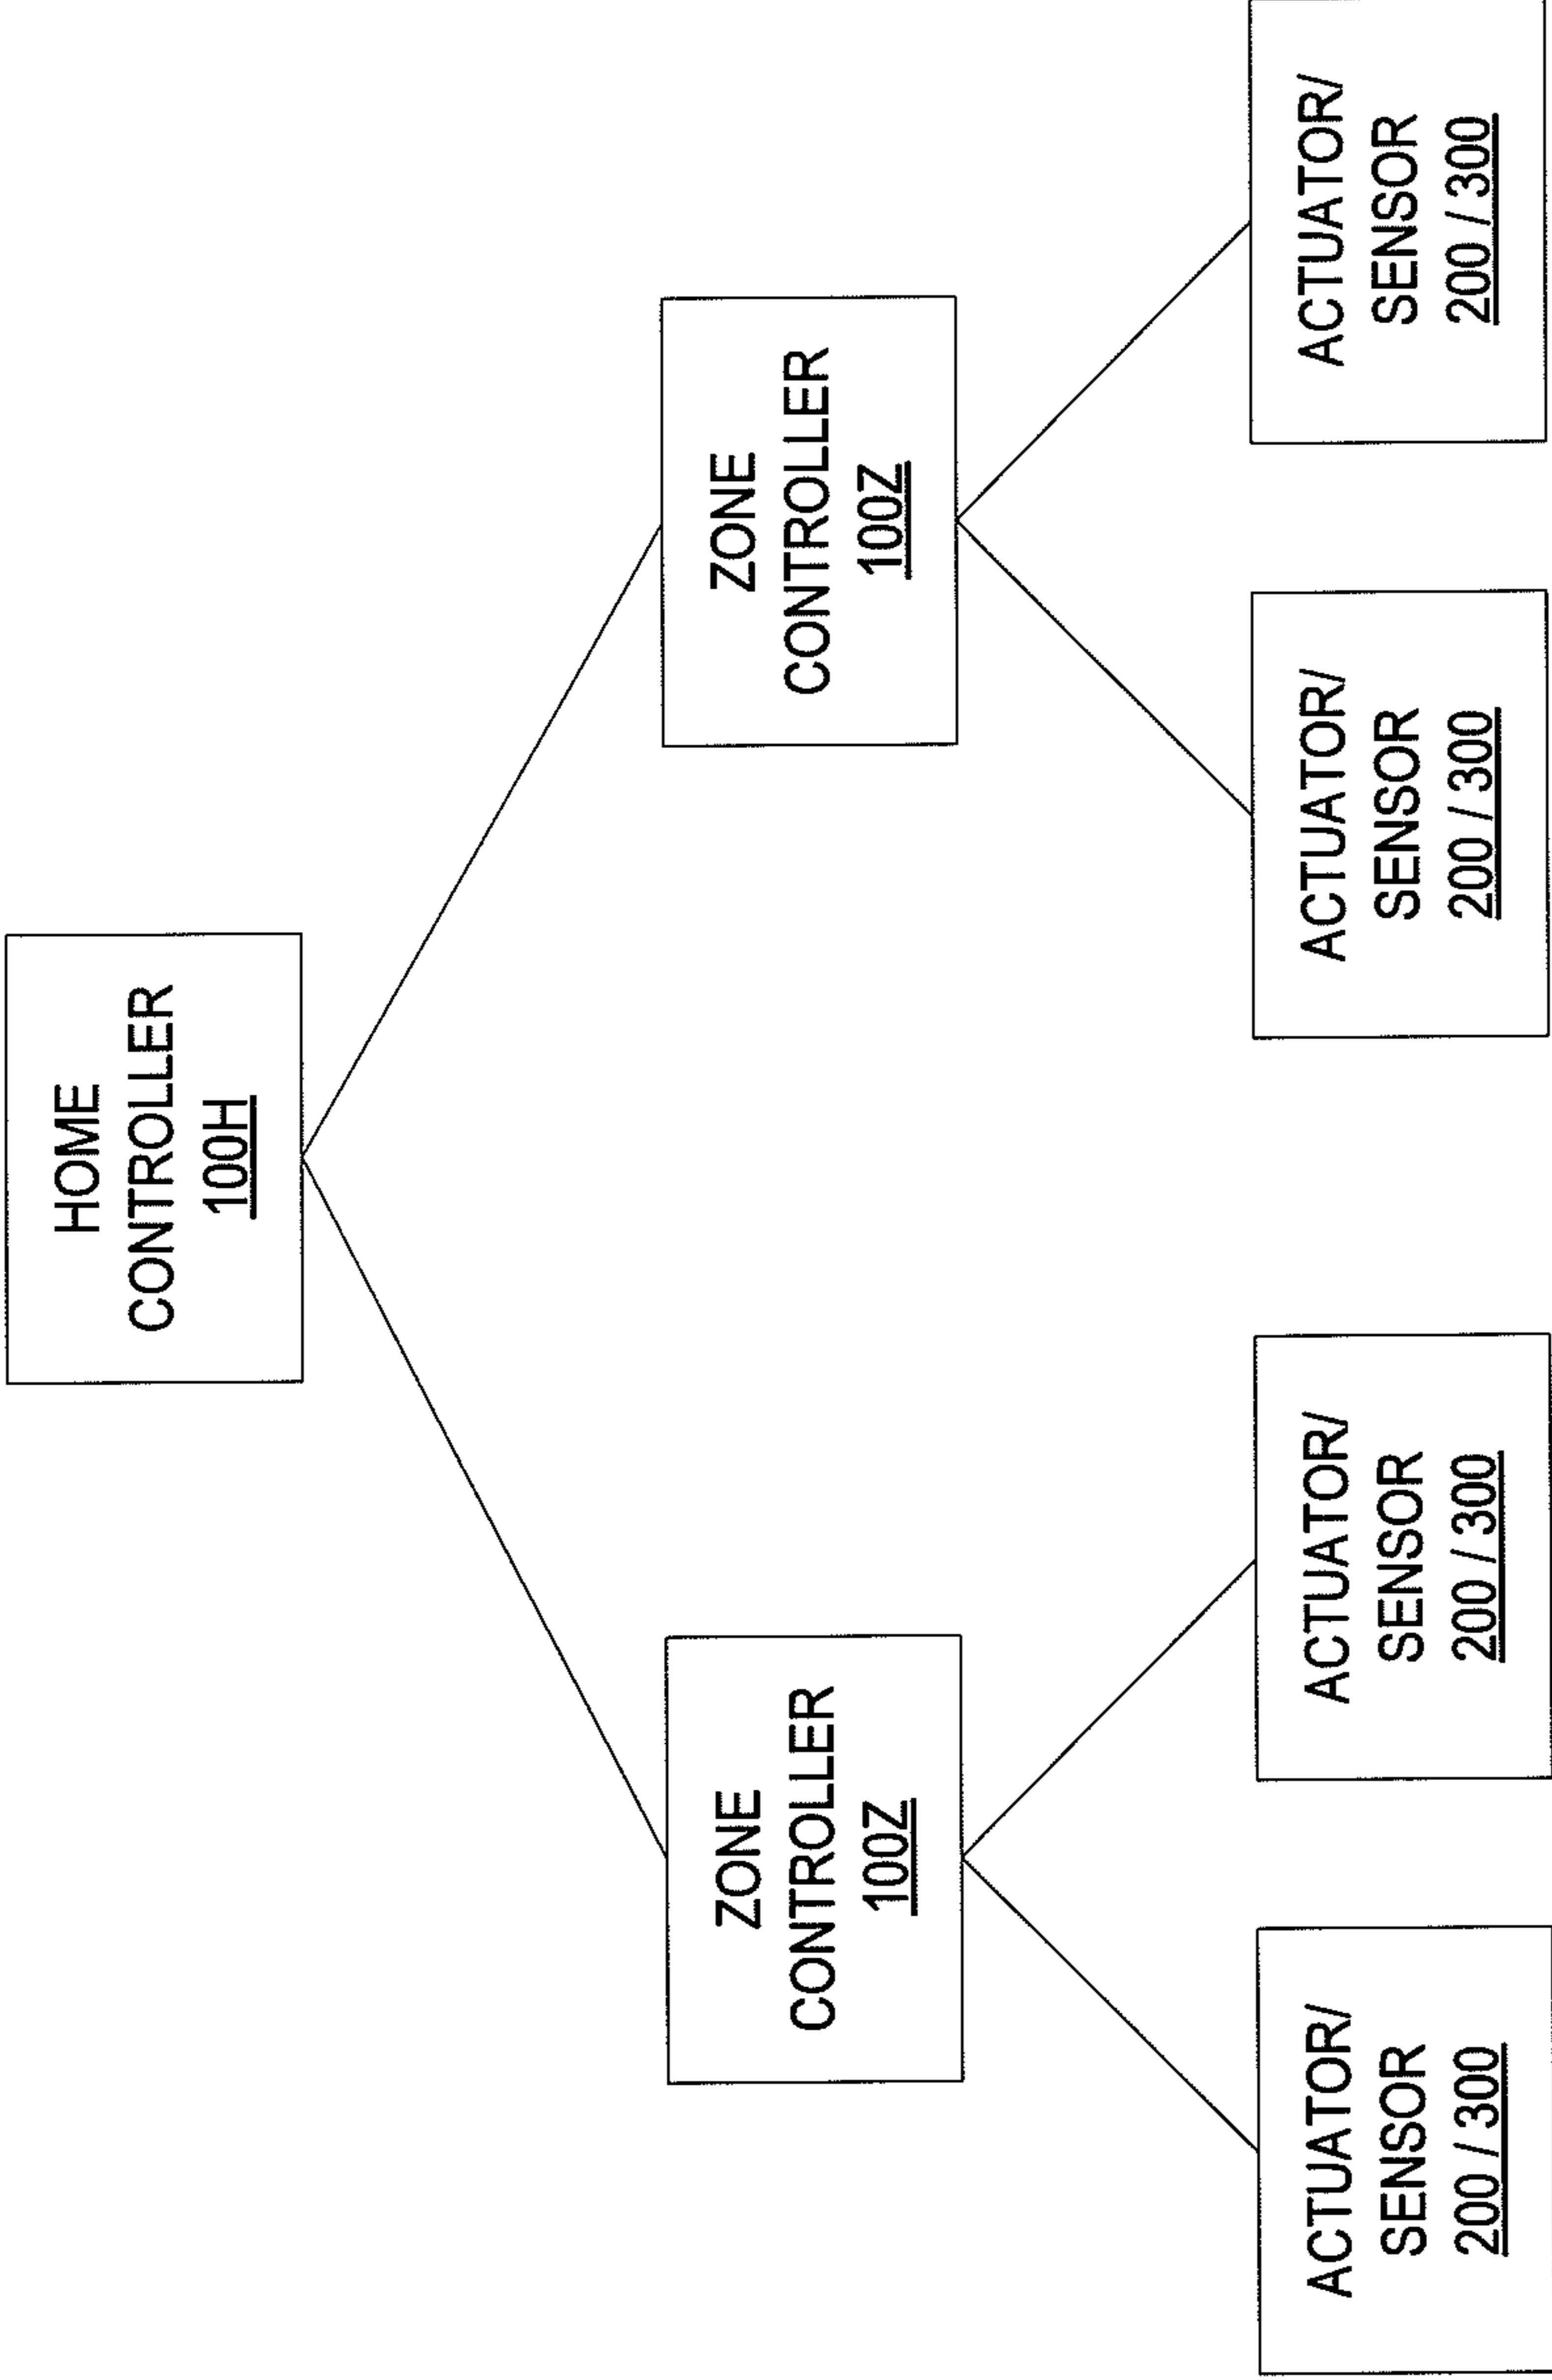 HOME
CONTROLLER
100H
ZONE
CONTROLLER
100Z
ZONE
CONTROLLER
100Z
ACTUATOR/
SENSOR
200 / 300
ACTUATOR/
SENSOR
200 / 300
ACTUATOR/
SENSOR
200 / 300
ACTUATOR/
SENSOR
200 / 300